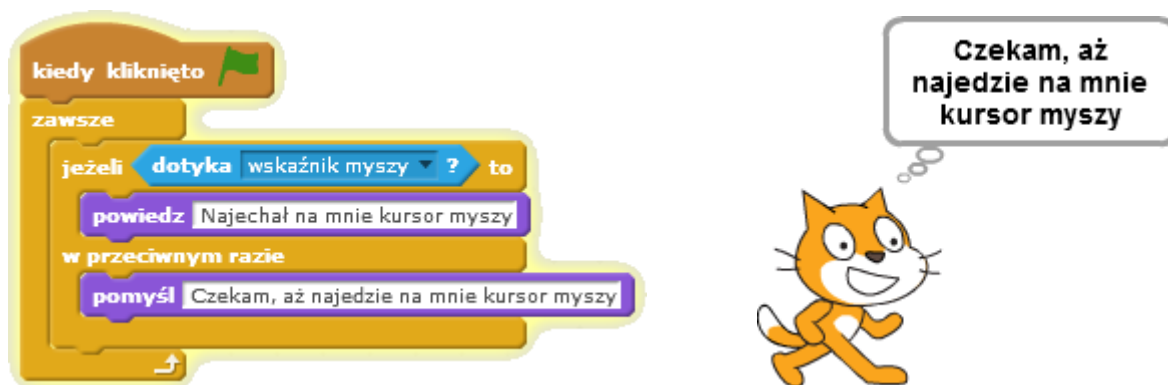 kiedy kliknięto
zawsze
jeżeli dotyka wskaźnik myszy ? to
powiedz Najechał na mnie kursor myszy
w przeciwnym razie
pomyśl Czekam, aż najedzie na mnie kursor myszy
Czekam, aż
najedzie na mnie
kursor myszy